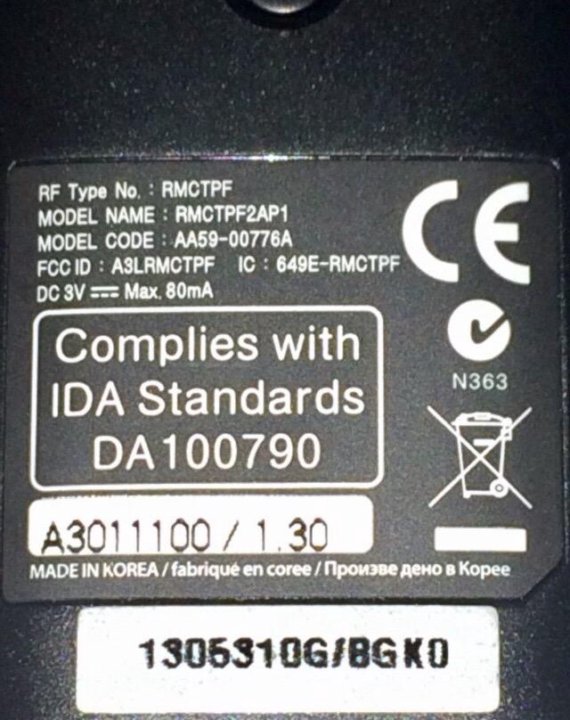 RF Type No. : RMCTPF
MODEL NAME : RMCTPF2AP1
MODEL CODE : AA59-00776A
FCC ID : A3LRMCTPF IC : 649E-RMCTPF
DC 3V Max. 80mA
CE
Complies with
IDA Standards
DA100790
N363
A3011100 / 1.30
MADE IN KOREA / fabriqué en coree / Произве дено в Корее
1305310G/BGK0